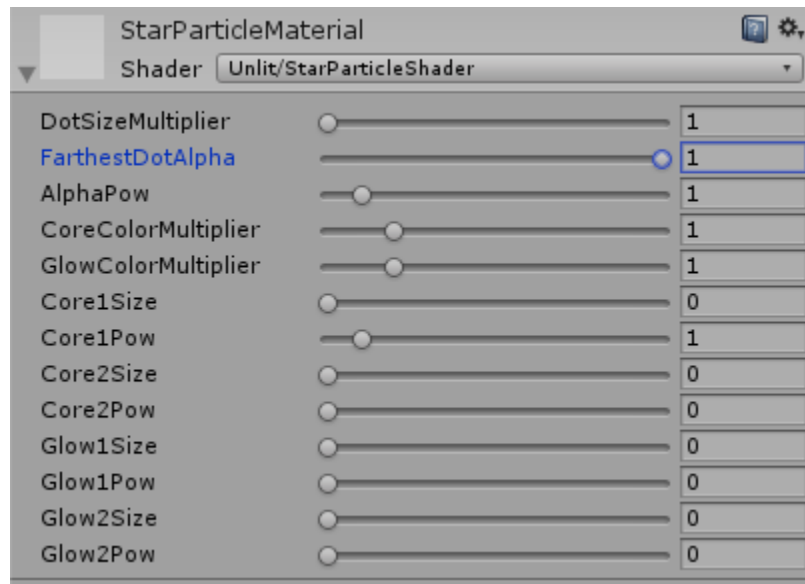 StarParticleMaterial
Shader Unlit/StarParticleShader
DotSizeMultiplier 1
FarthestDotAlpha 1
AlphaPow 1
CoreColorMultiplier 1
GlowColorMultiplier 1
Core1Size 0
Core1Pow 1
Core2Size 0
Core2Pow 0
Glow1Size 0
Glow1Pow 0
Glow2Size 0
Glow2Pow 0